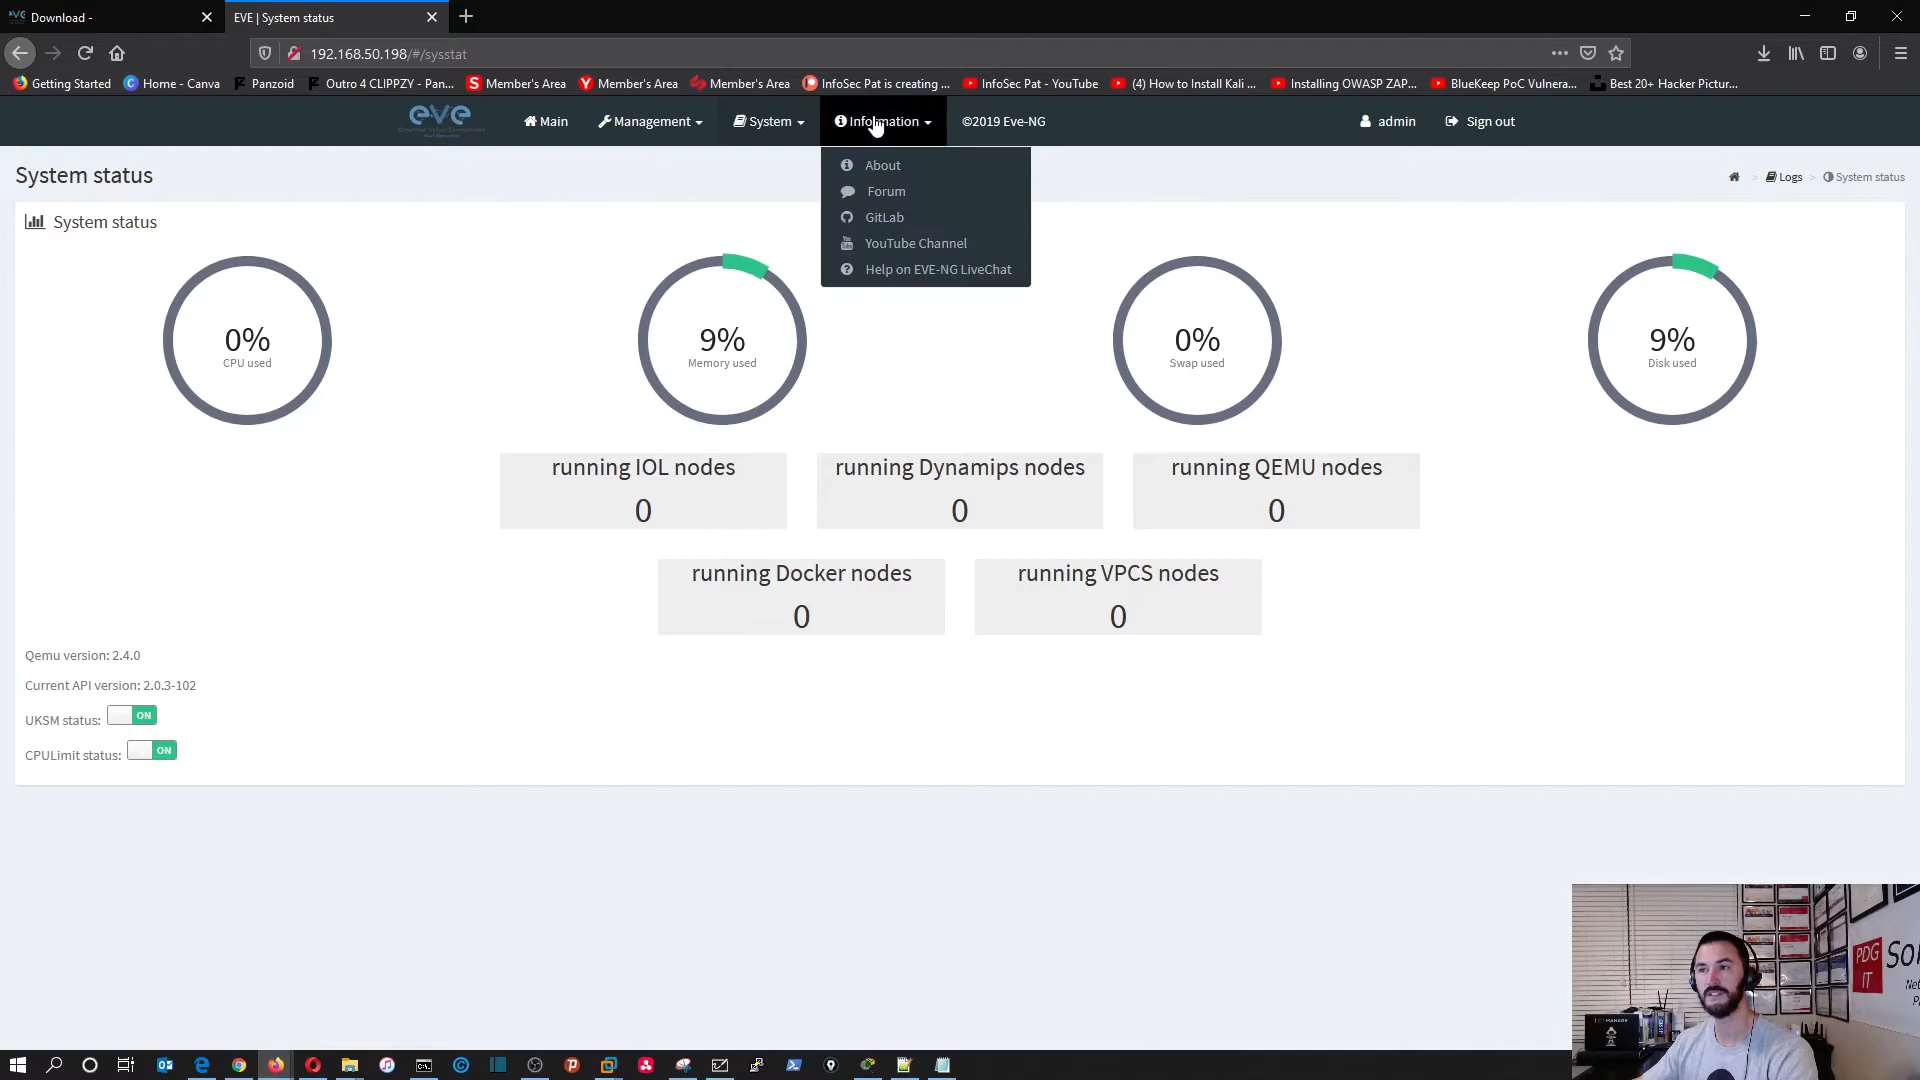 Download -
EVE | System status
192.168.50.198/#/sysstat
Getting Started
Home - Canva
Panzoid
Outro 4 CLIPPZY - Pan...
Member's Area
Member's Area
Member's Area
InfoSec Pat is creating ...
InfoSec Pat - YouTube
(4) How to Install Kali ...
Installing OWASP ZAP...
BlueKeep PoC Vulnera...
Best 20+ Hacker Pictur...
eve
Main
Management
System
Information
©2019 Eve-NG
admin
Sign out
About
Forum
GitLab
YouTube Channel
Help on EVE-NG LiveChat
System status
Logs > System status
System status
0%
CPU used
9%
Memory used
0%
Swap used
9%
Disk used
running IOL nodes
0
running Dynamips nodes
0
running QEMU nodes
0
running Docker nodes
0
running VPCS nodes
0
Qemu version: 2.4.0
Current API version: 2.0.3-102
UKSM status: ON
CPULimit status: ON
PDG
IT